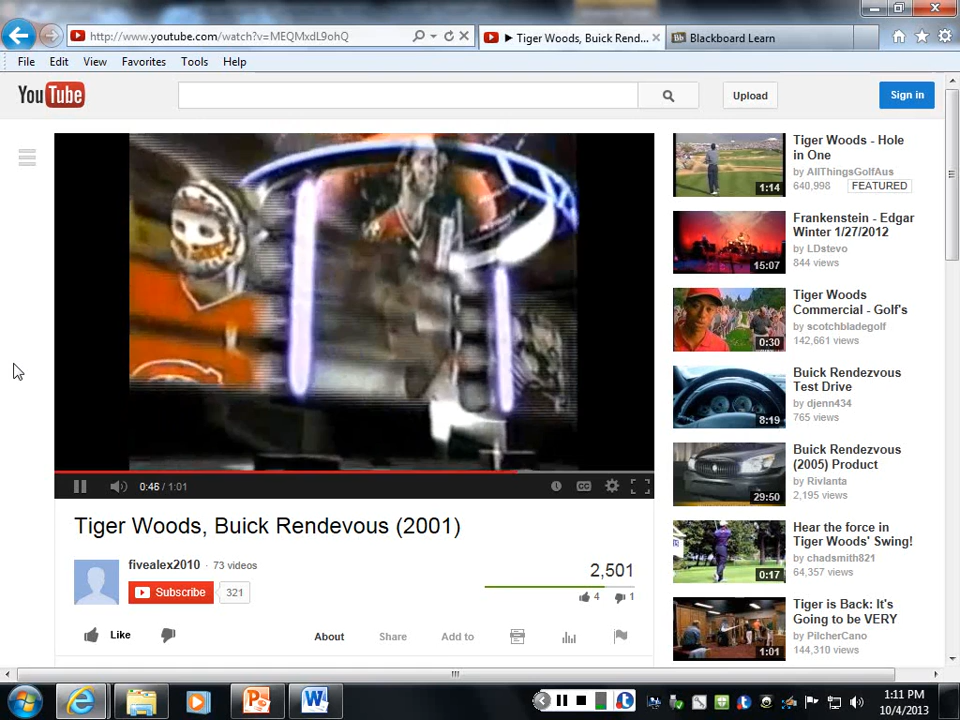 http://www.youtube.com/watch?v=MEQMxdL9ohQ
Tiger Woods, Buick Rend...
Blackboard Learn
File Edit View Favorites Tools Help
YouTube
Upload
Sign in
Tiger Woods - Hole
in One
by AllThingsGolfAus
640,998 FEATURED
1:14
Frankenstein - Edgar
Winter 1/27/2012
by LDstevo
844 views
15:07
Tiger Woods
Commercial - Golf's
by scotchbladegolf
142,661 views
0:30
Buick Rendezvous
Test Drive
by djenn434
765 views
8:19
Buick Rendezvous
(2005) Product
by Rivlanta
2,195 views
29:50
Hear the force in
Tiger Woods' Swing!
by chadsmith821
64,357 views
0:17
Tiger is Back: It's
Going to be VERY
by PilcherCano
144,310 views
1:01
0:46 / 1:01
CC
Tiger Woods, Buick Rendevous (2001)
fivealex2010 · 73 videos
Subscribe 321
2,501
4 1
Like
About Share Add to
1:11 PM
10/4/2013